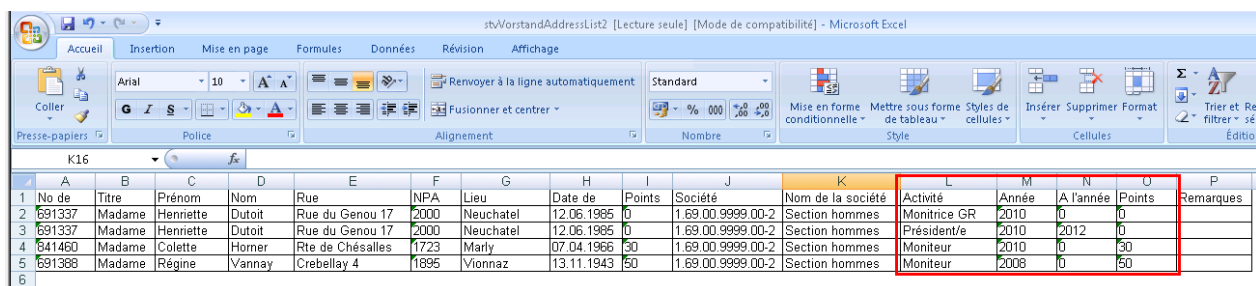 stvVorstandAddressList2 [Lecture seule] [Mode de compatibilité] - Microsoft Excel
Accueil Insertion Mise en page Formules Données Révision Affichage
Coller
Arial 10
G I S
Renvoyer à la ligne automatiquement
Fusionner et centrer
Standard
% 000
Mise en forme conditionnelle
Mettre sous forme de tableau
Styles de cellules
Insérer Supprimer Format
Trier et filtrer
Presse-papiers Police Alignement Nombre Style Cellules Éditio
K16 fx
A B C D E F G H I J K L M N O P
1 No de Titre Prénom Nom Rue NPA Lieu Date de Points Société Nom de la société Activité Année A l'année Points Remarques
2 691337 Madame Henriette Dutoit Rue du Genou 17 2000 Neuchatel 12.06.1985 0 1.69.00.9999.00-2 Section hommes Monitrice GR 2010 0 0
3 691337 Madame Henriette Dutoit Rue du Genou 17 2000 Neuchatel 12.06.1985 0 1.69.00.9999.00-2 Section hommes Président/e 2010 2012 0
4 841460 Madame Colette Horner Rte de Chésalles 1723 Marly 07.04.1966 30 1.69.00.9999.00-2 Section hommes Moniteur 2010 0 30
5 691388 Madame Régine Vannay Crebellay 4 1895 Vionnaz 13.11.1943 50 1.69.00.9999.00-2 Section hommes Moniteur 2008 0 50
6